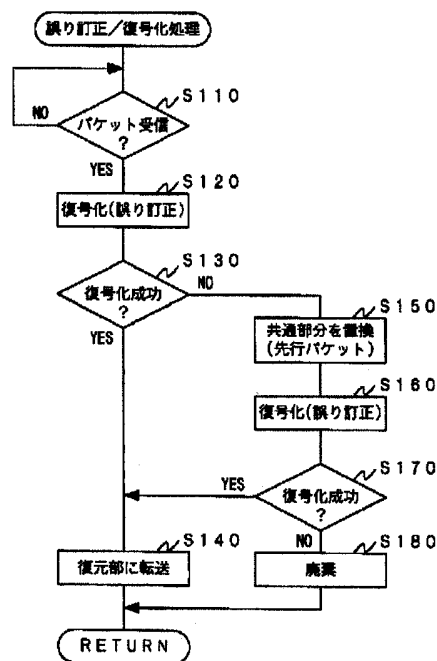 誤り訂正／復号化処理
S110
NO
パケット受信
?
YES
S120
復号化(誤り訂正)
S130
復号化成功
?
NO
YES
S150
共通部分を置換
(先行パケット)
S160
復号化(誤り訂正)
S170
YES
復号化成功
?
NO
S140
復元部に転送
S180
廃棄
RETURN